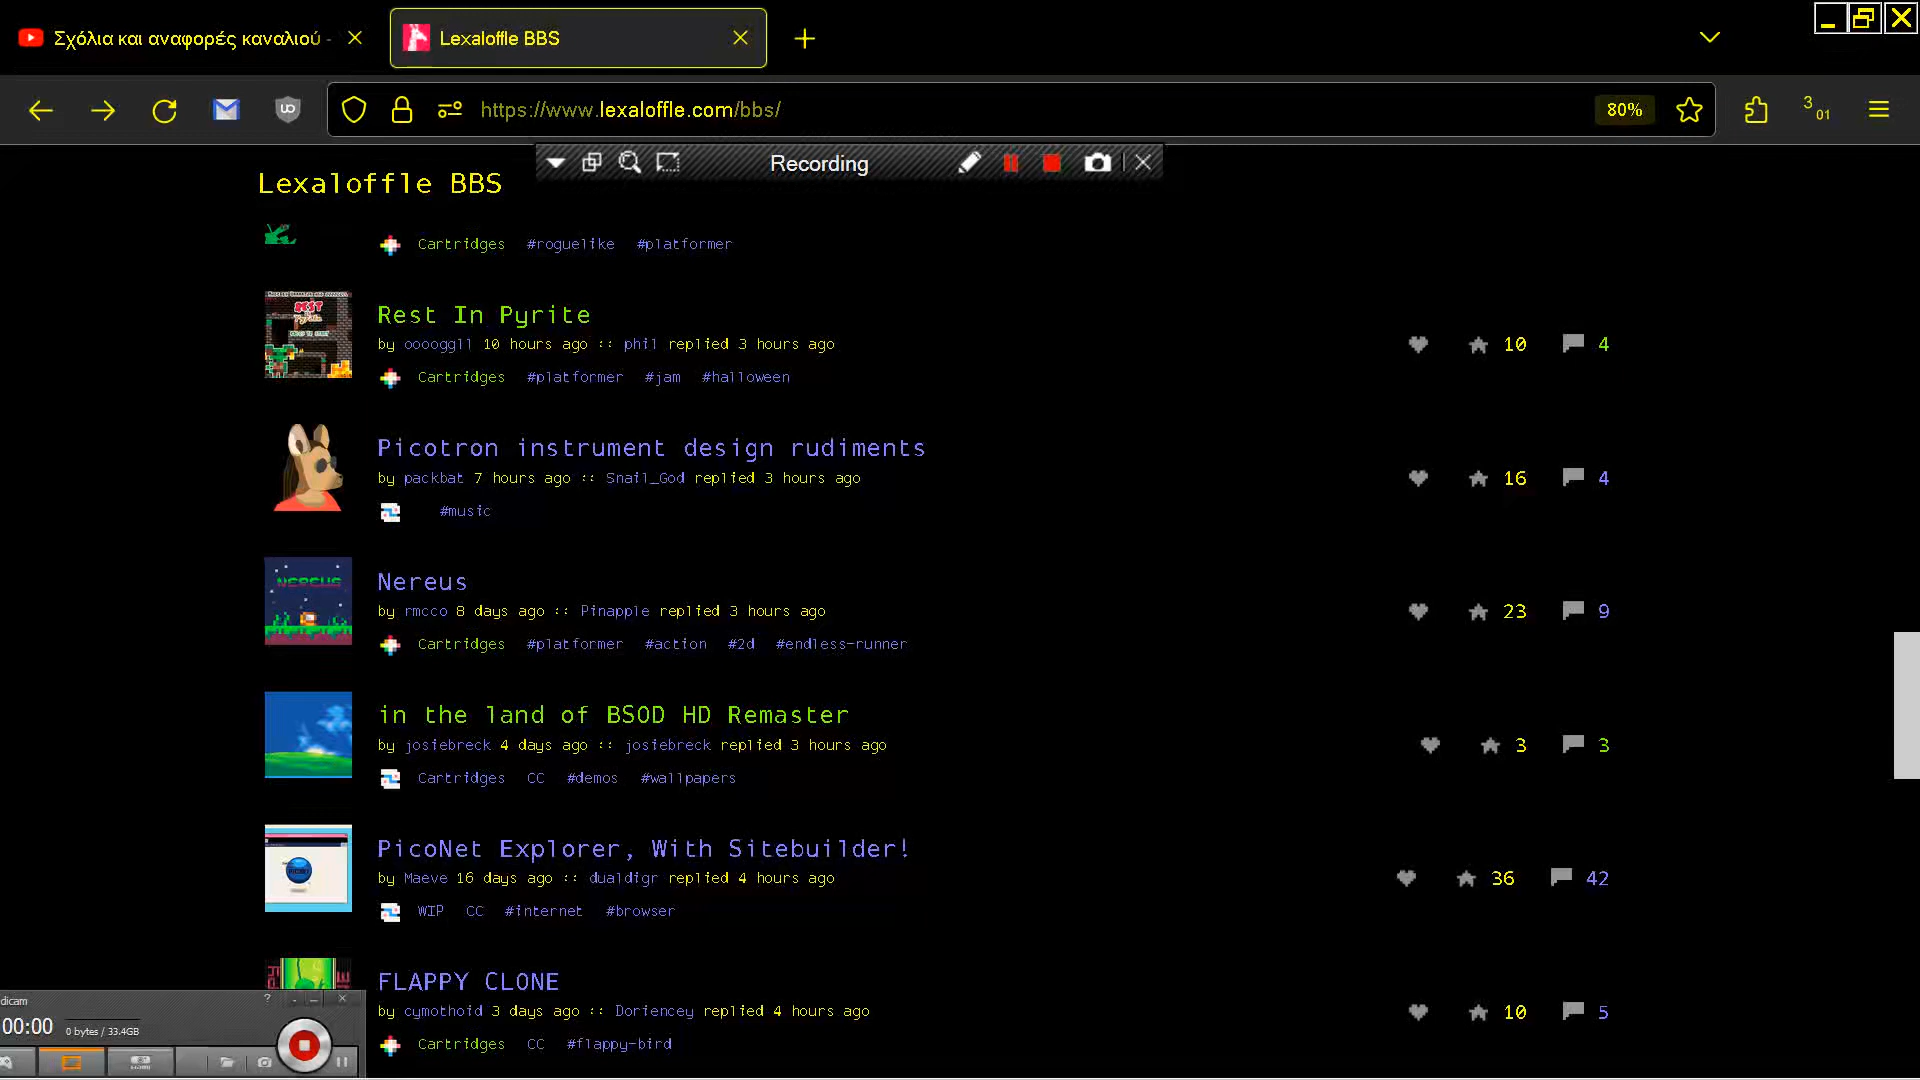 Σχόλια και αναφορές καναλιού -
Lexaloffle BBS
https://www.lexaloffle.com/bbs/
80%
3
01
Recording
Lexaloffle BBS
Cartridges #roguelike #platformer
Rest In Pyrite
by ooooggll 10 hours ago :: phil replied 3 hours ago
10
4
Cartridges #platformer #jam #halloween
Picotron instrument design rudiments
by packbat 7 hours ago :: Snail_God replied 3 hours ago
16
4
#music
NEREUS
Nereus
by rmcco 8 days ago :: Pinapple replied 3 hours ago
23
9
Cartridges #platformer #action #2d #endless-runner
in the land of BSOD HD Remaster
by josiebreck 4 days ago :: josiebreck replied 3 hours ago
3
3
Cartridges CC #demos #wallpapers
PicoNet Explorer, With Sitebuilder!
by Maeve 16 days ago :: dualdigr replied 4 hours ago
36
42
WIP CC #internet #browser
FLAPPY CLONE
by cymothoid 3 days ago :: Doriencey replied 4 hours ago
10
5
Cartridges CC #flappy-bird
dicam
00:00
0 bytes / 33.4GB